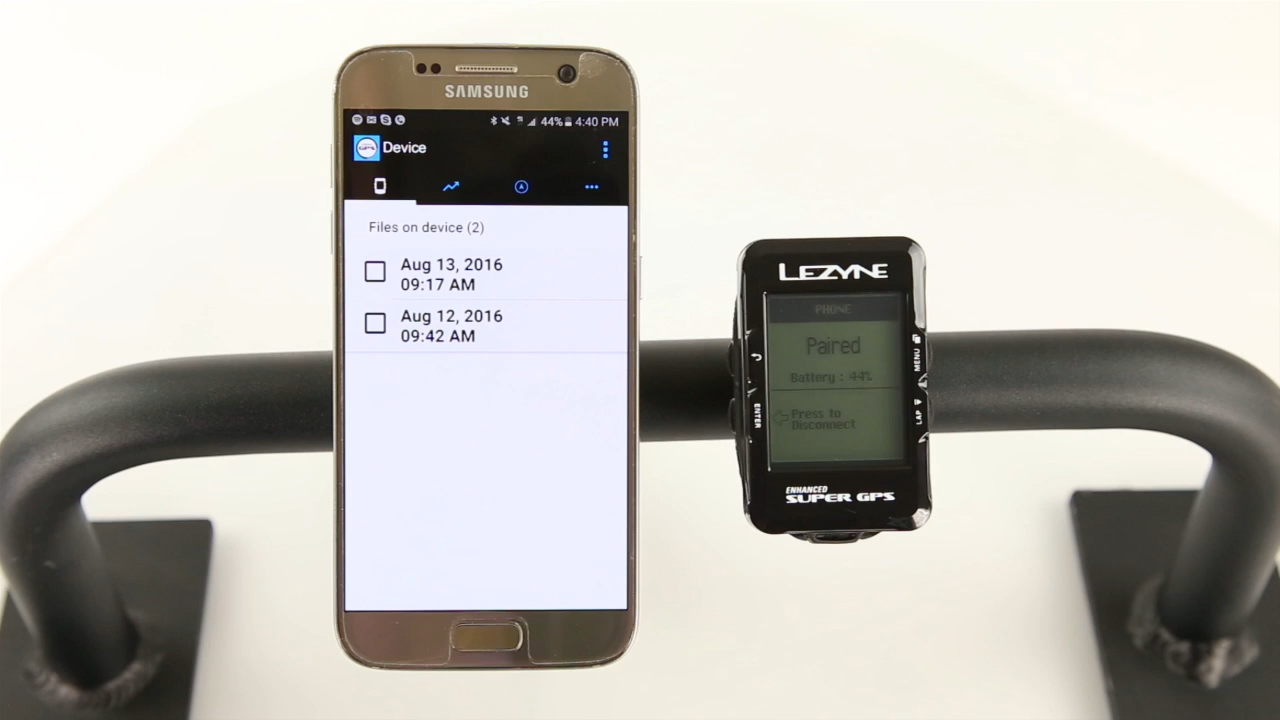 SAMSUNG
44% 4:40 PM
GPS Device
Files on device (2)
Aug 13, 2016
09:17 AM
Aug 12, 2016
09:42 AM
LEZYNE
PHONE
Paired
Battery : 44%
Press to
Disconnect
MENU
ENTER
LAP
ENHANCED
SUPER GPS